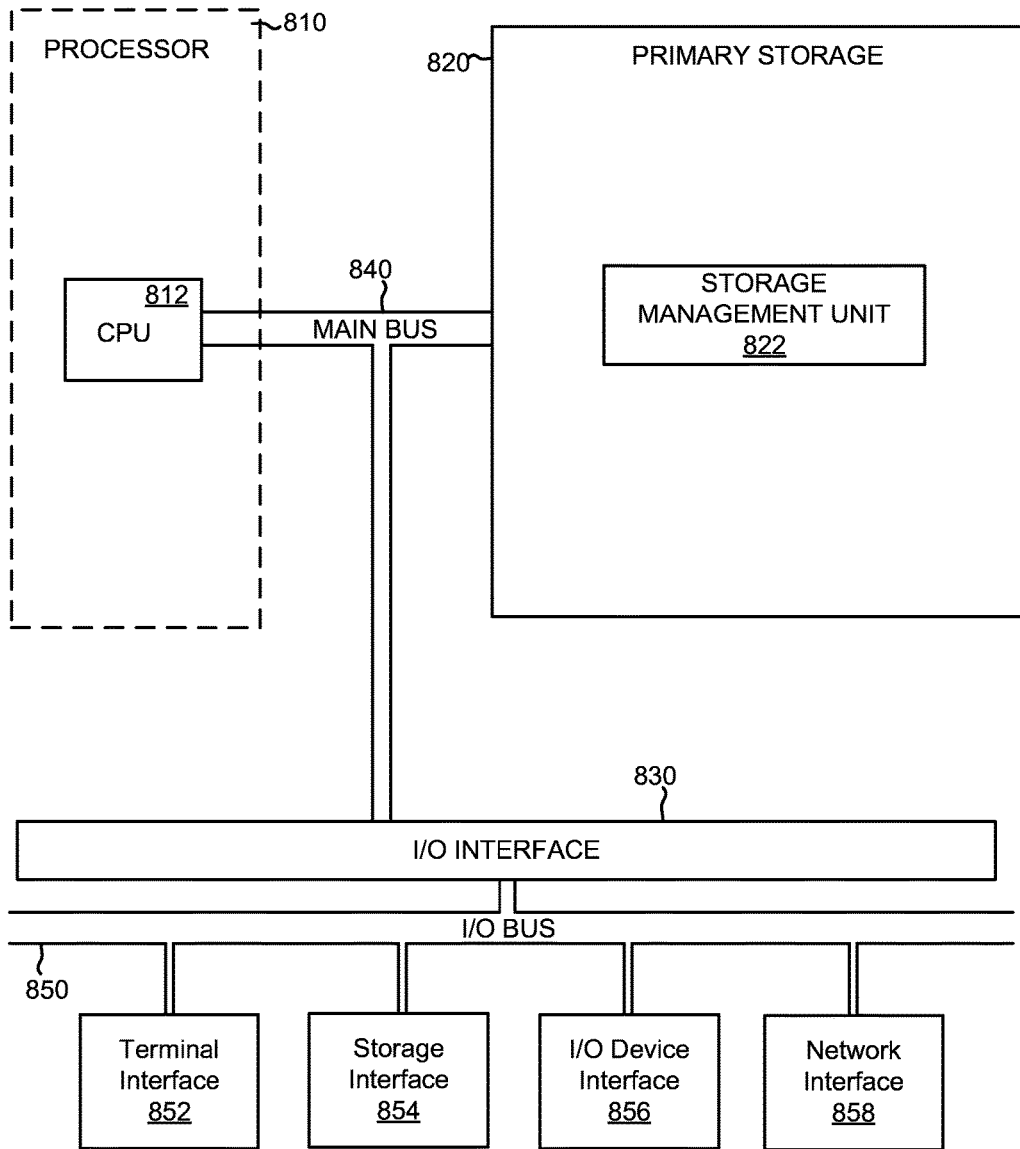 810
PROCESSOR
820
PRIMARY STORAGE
840
812
CPU
MAIN BUS
STORAGE
MANAGEMENT UNIT
822
830
I/O INTERFACE
I/O BUS
850
Terminal
Interface
852
Storage
Interface
854
I/O Device
Interface
856
Network
Interface
858